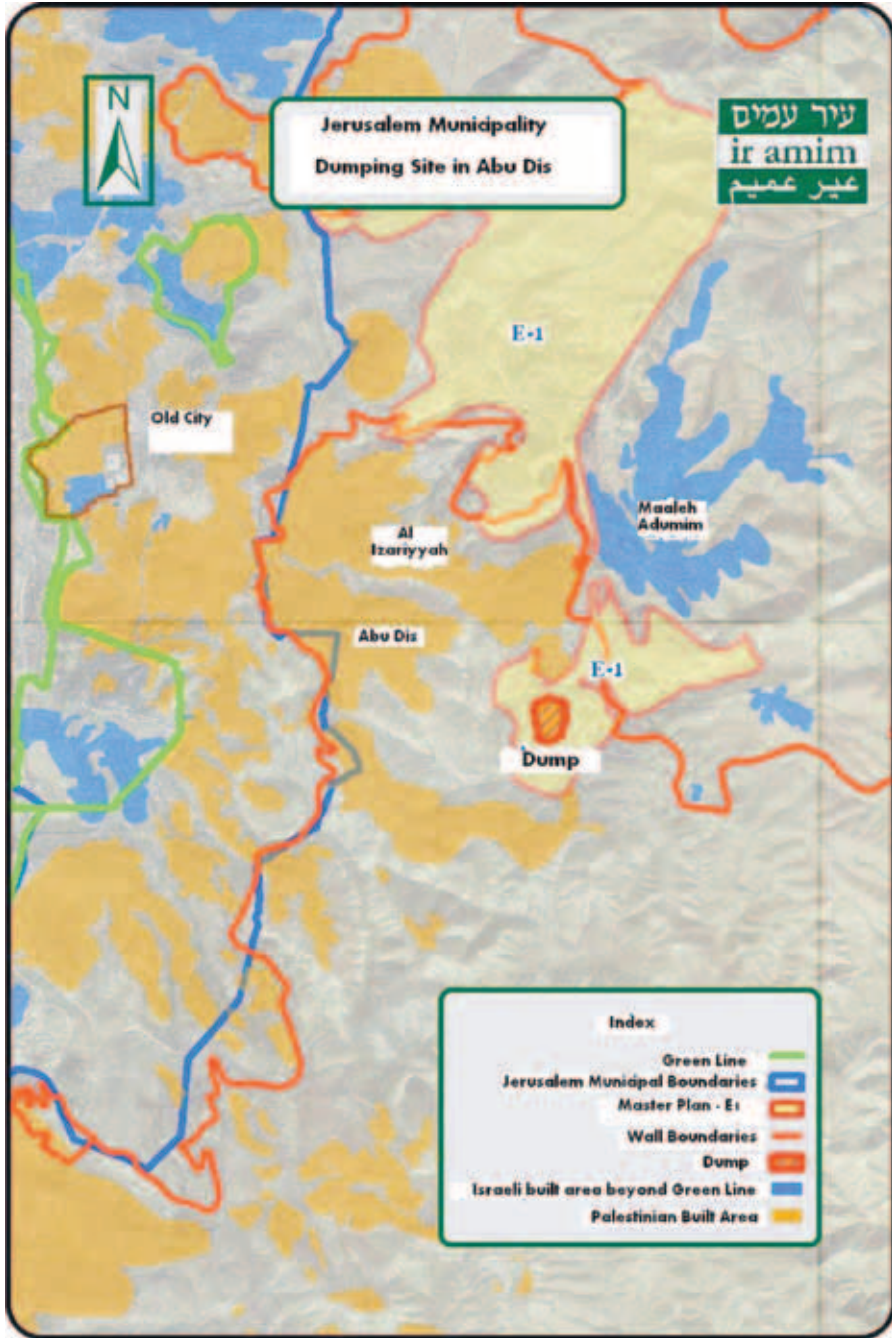 N
Jerusalem Municipality
Dumping Site in Abu Dis
עיר עמים
ir amim
عير عميم
E-1
Old City
Maaleh
Adumim
Al
Izariyyah
Abu Dis
E-1
Dump
Index
Green Line
Jerusalem Municipal Boundaries
Master Plan - E1
Wall Boundaries
Dump
Israeli built area beyond Green Line
Palestinian Built Area